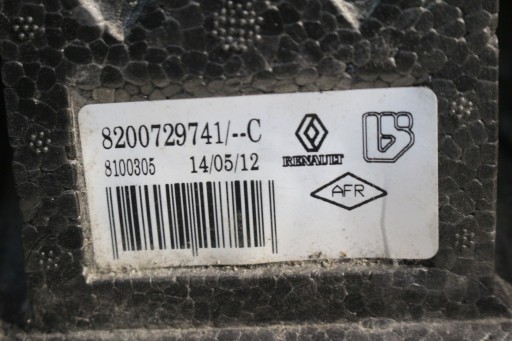 8200729741/--C
8100305 14/05/12
RENAULT
AFR